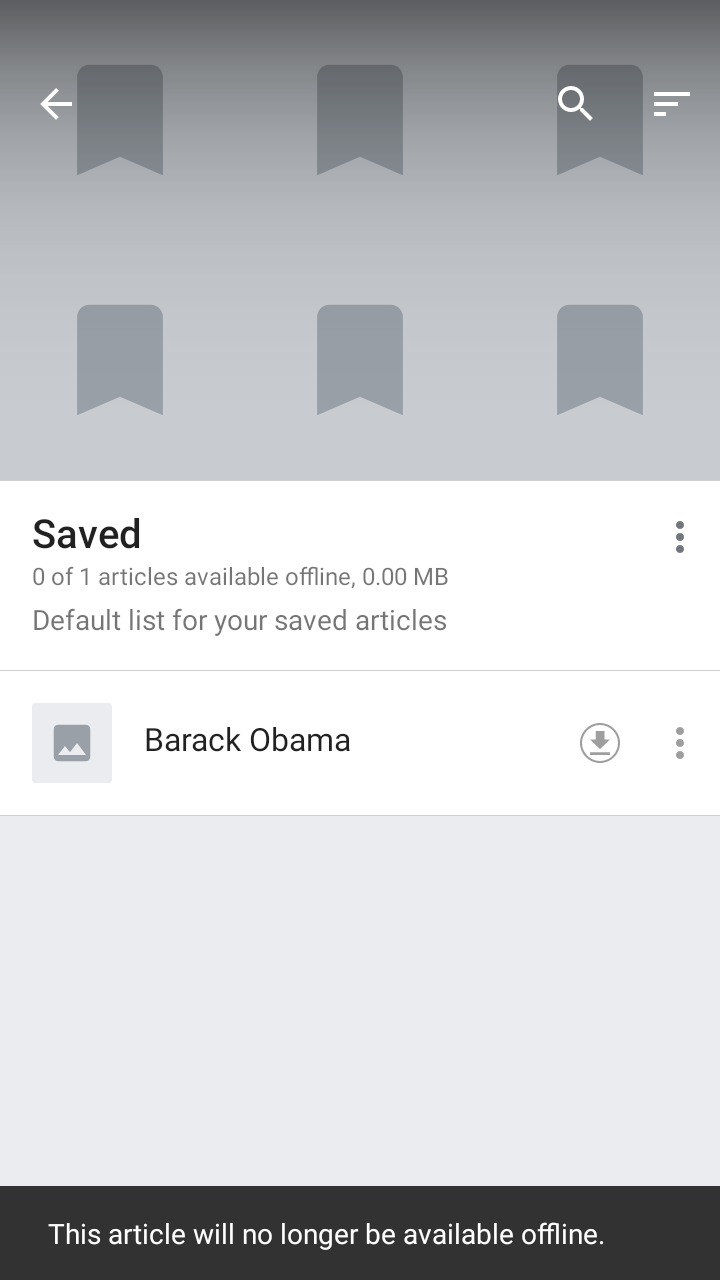 Saved
0 of 1 articles available offline, 0.00 MB
Default list for your saved articles
Barack Obama
This article will no longer be available offline.